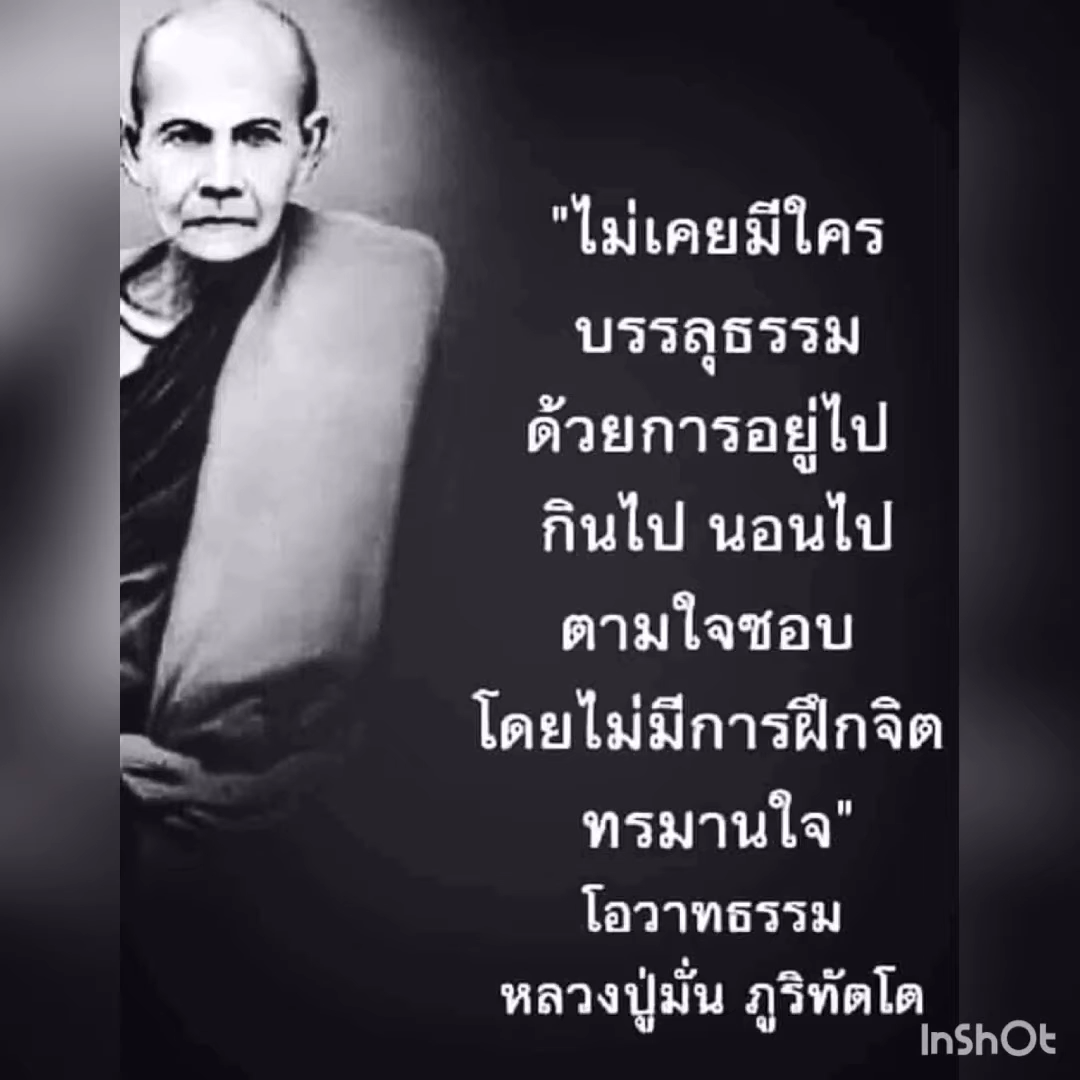 "ไม่เคยมีใคร
บรรลุธรรม
ด้วยการอยู่ไป
กินไป นอนไป
ตามใจชอบ
โดยไม่มีการฝึกจิต
ทรมานใจ"
โอวาทธรรม
หลวงปู่มั่น ภูริทัตโต
InShOt